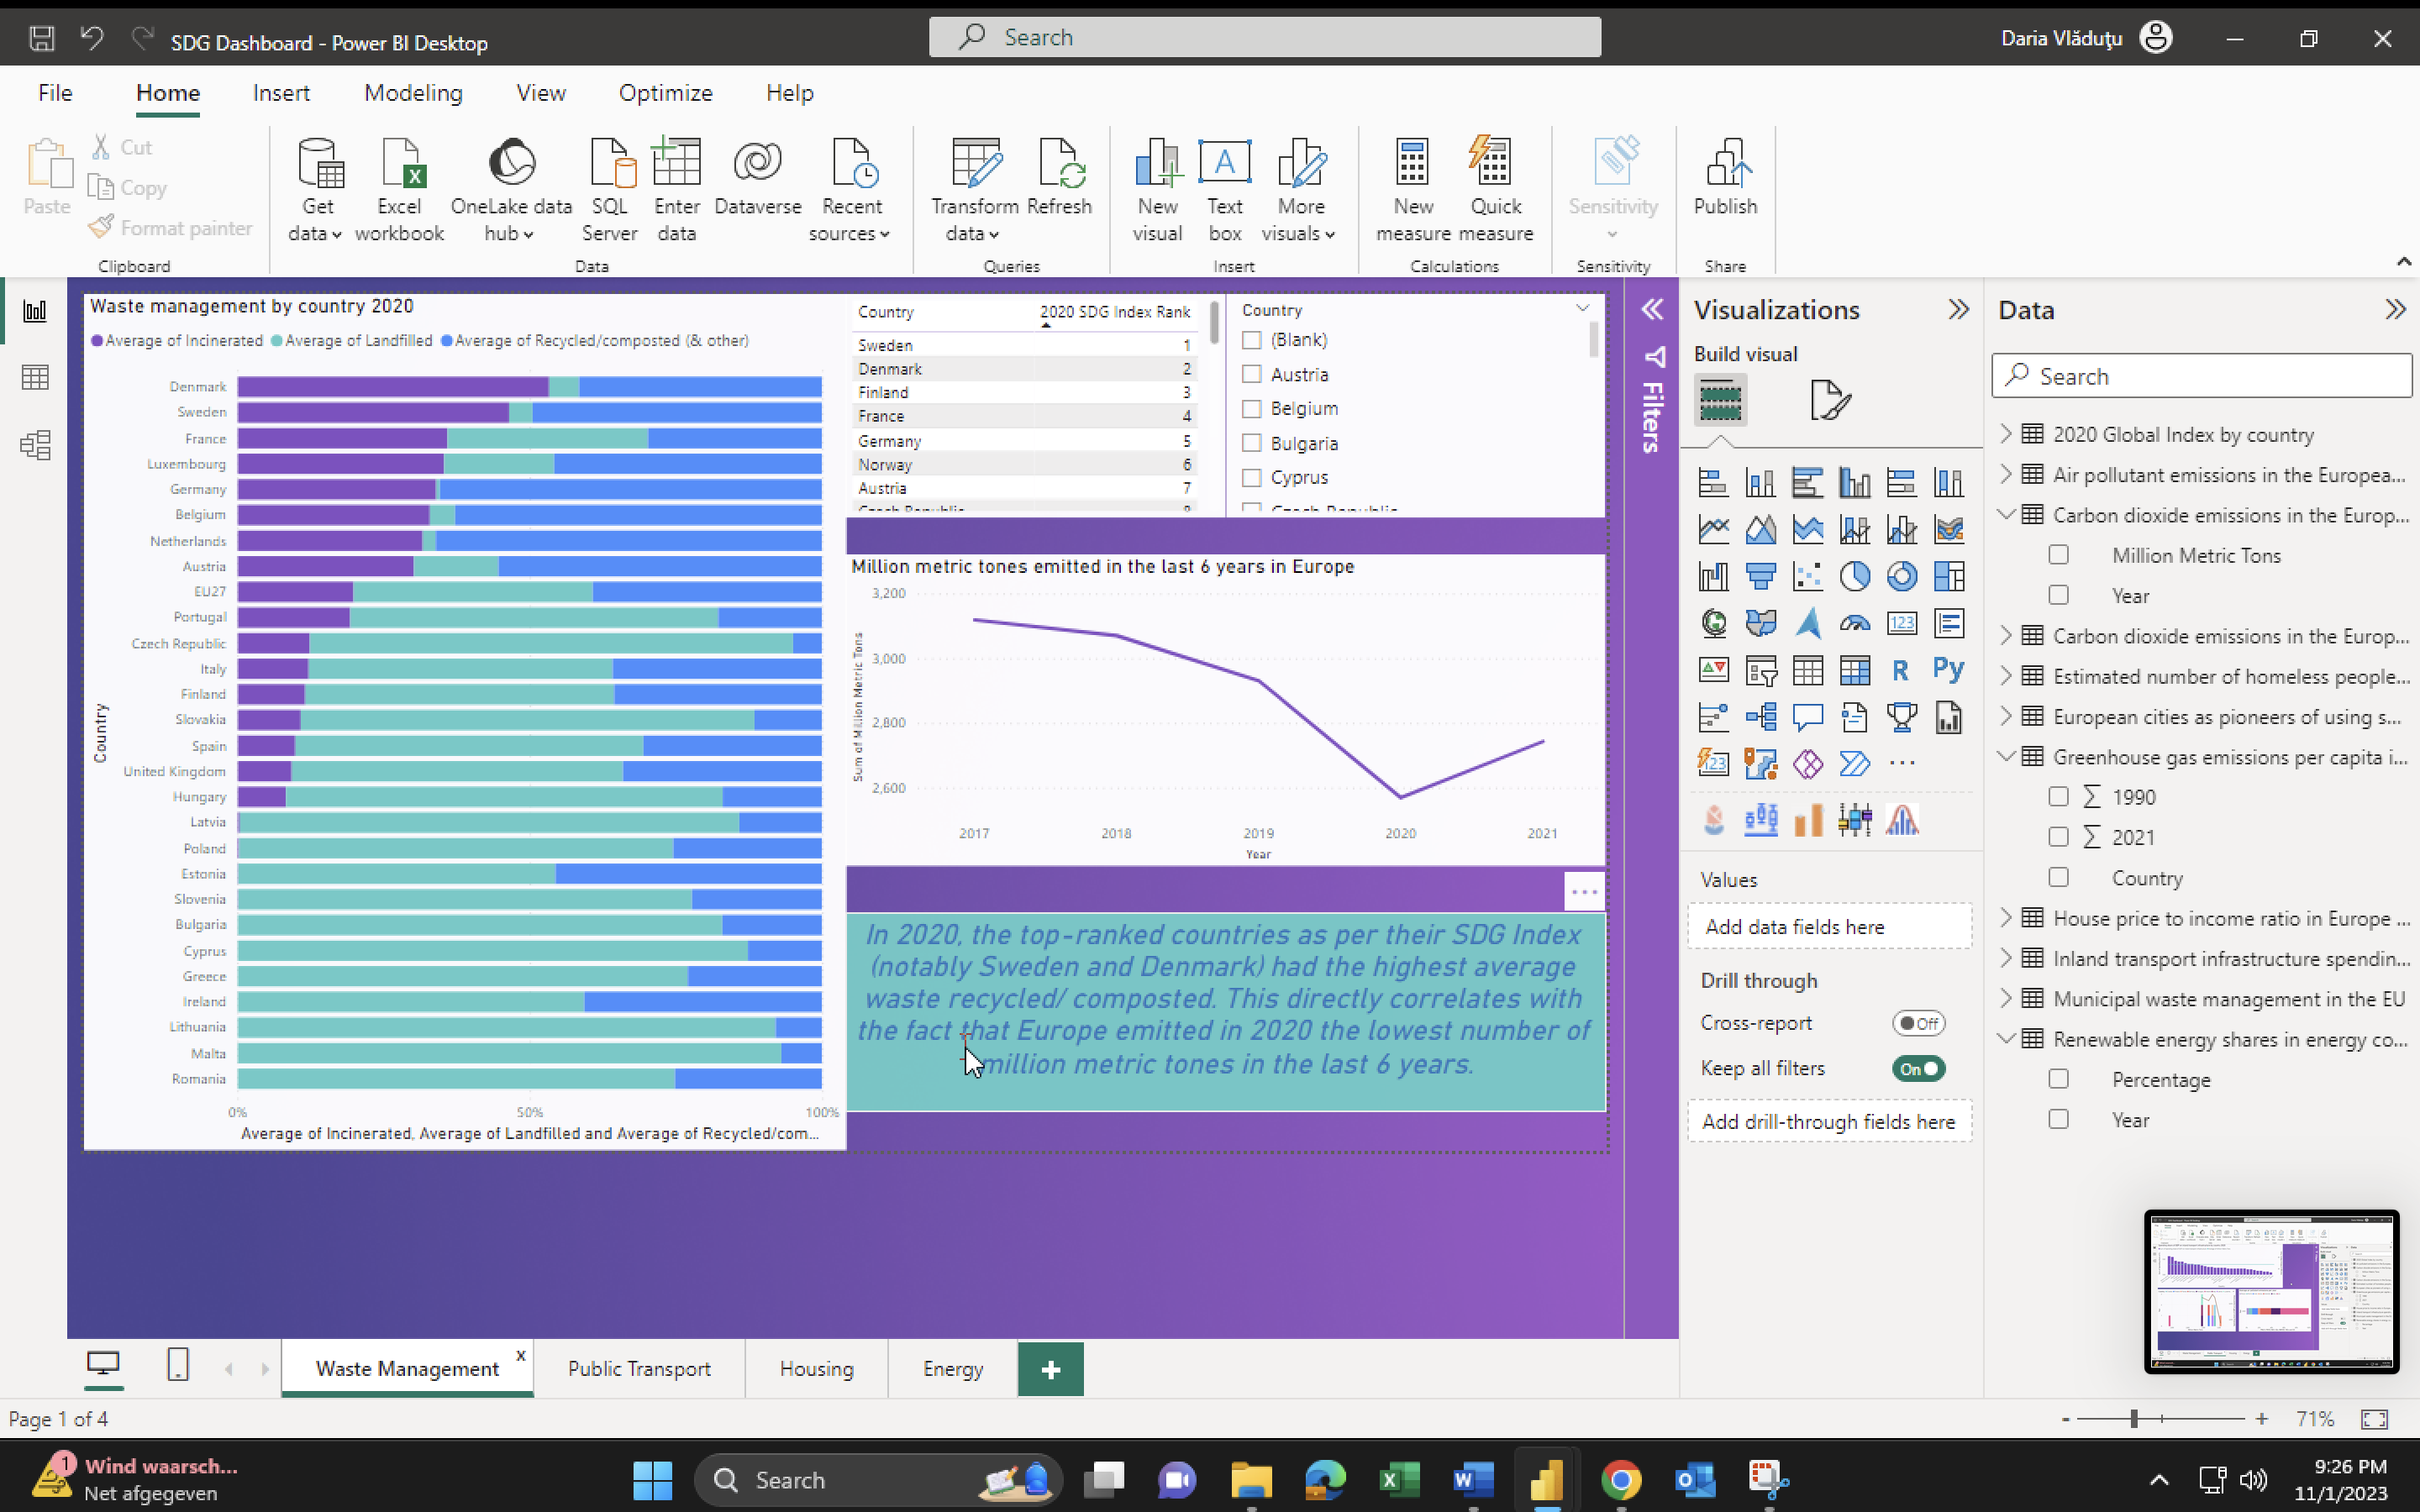 SDG Dashboard - Power BI Desktop
Search
Daria Vlăduțu
File Home Insert Modeling View Optimize Help
Paste
Cut
Copy
Format painter
Clipboard
Get data
Excel workbook
OneLake data hub
SQL Server
Enter data
Dataverse
Recent sources
Data
Transform data
Refresh
Queries
New visual
Text box
More visuals
Insert
New measure
Quick measure
Calculations
Sensitivity
Sensitivity
Publish
Share
Waste management by country 2020
Average of Incinerated Average of Landfilled Average of Recycled/composted (& other)
Country
Denmark
Sweden
France
Luxembourg
Germany
Belgium
Netherlands
Austria
EU27
Portugal
Czech Republic
Italy
Finland
Slovakia
Spain
United Kingdom
Hungary
Latvia
Poland
Estonia
Slovenia
Bulgaria
Cyprus
Greece
Ireland
Lithuania
Malta
Romania
0% 50% 100%
Average of Incinerated, Average of Landfilled and Average of Recycled/com...
Country 2020 SDG Index Rank
Sweden 1
Denmark 2
Finland 3
France 4
Germany 5
Norway 6
Austria 7
Czech Republic 8
Country
(Blank)
Austria
Belgium
Bulgaria
Cyprus
Czech Republic
Million metric tones emitted in the last 6 years in Europe
Sum of Million Metric Tons
3,200
3,000
2,800
2,600
2017 2018 2019 2020 2021
Year
In 2020, the top-ranked countries as per their SDG Index
(notably Sweden and Denmark) had the highest average
waste recycled/ composted. This directly correlates with
the fact that Europe emitted in 2020 the lowest number of
million metric tones in the last 6 years.
Filters
Visualizations
Build visual
R Py
123
123
Values
Add data fields here
Drill through
Cross-report Off
Keep all filters On
Add drill-through fields here
Data
Search
2020 Global Index by country
Air pollutant emissions in the Europea...
Carbon dioxide emissions in the Europ...
Million Metric Tons
Year
Carbon dioxide emissions in the Europ...
Estimated number of homeless people...
European cities as pioneers of using s...
Greenhouse gas emissions per capita i...
∑ 1990
∑ 2021
Country
House price to income ratio in Europe ...
Inland transport infrastructure spendin...
Municipal waste management in the EU
Renewable energy shares in energy co...
Percentage
Year
Waste Management x Public Transport Housing Energy +
Page 1 of 4
- + 71%
1 Wind waarsch...
Net afgegeven
Search
9:26 PM
11/1/2023